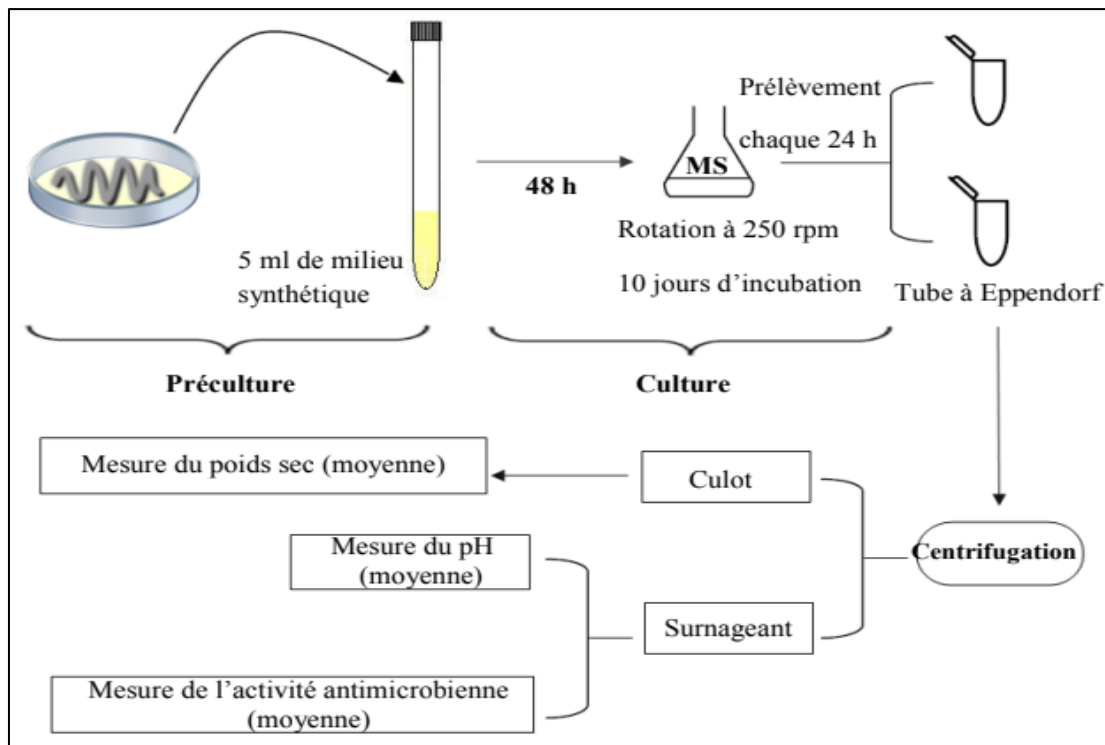 5 ml de milieu
synthétique
48 h
MS
Prélèvement
chaque 24 h
Rotation à 250 rpm
10 jours d'incubation
Tube à Eppendorf
Préculture
Culture
Mesure du poids sec (moyenne)
Culot
Centrifugation
Mesure du pH
(moyenne)
Surnageant
Mesure de l'activité antimicrobienne
(moyenne)